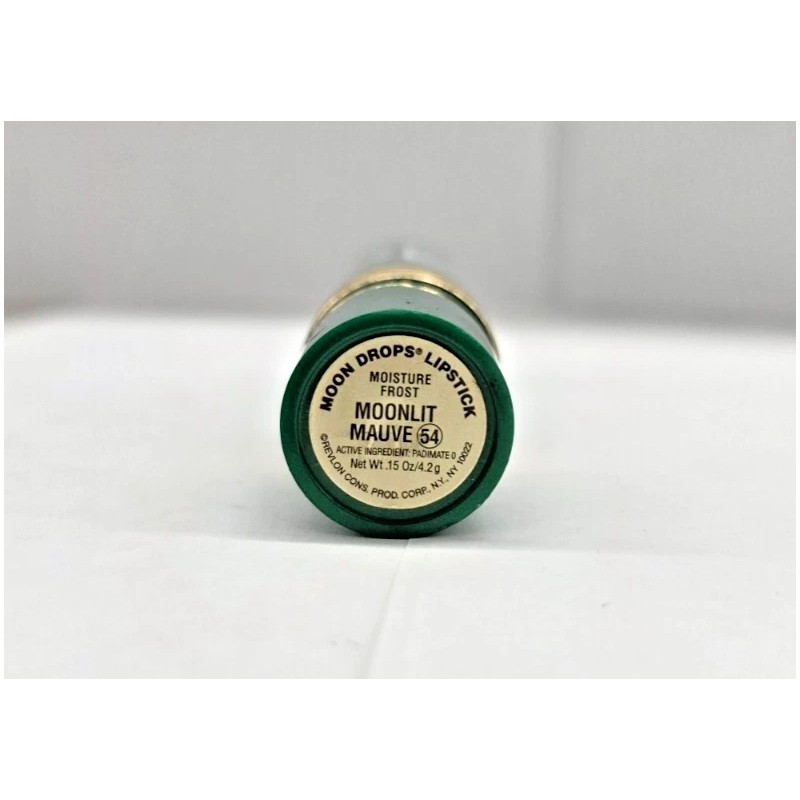 MOON DROPS® LIPSTICK
MOISTURE
FROST
MOONLIT
MAUVE 54
ACTIVE INGREDIENT: PADIMATE O
Net Wt .15 Oz/4.2g
©REVLON CONS. PROD. CORP., N.Y., NY 10022